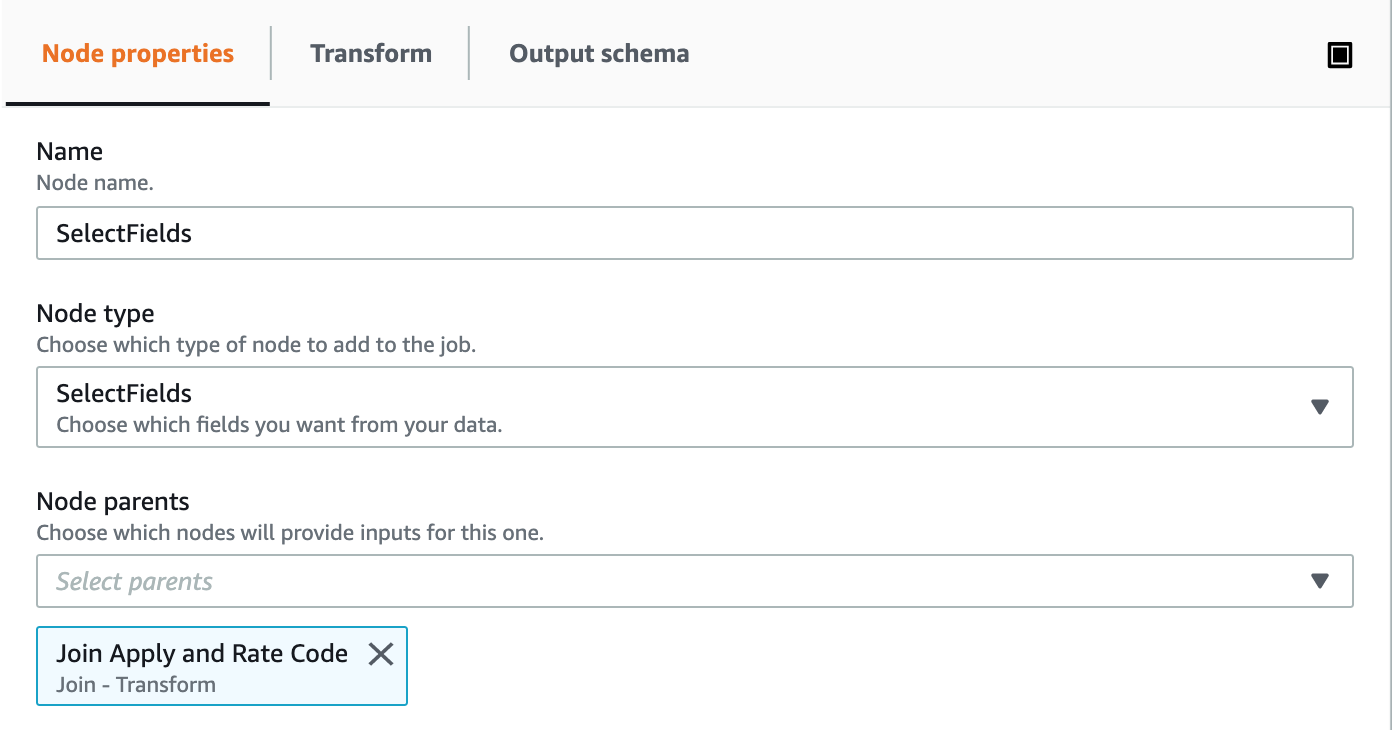 Node properties
Transform
Output schema
Name
Node name.
SelectFields
Node type
Choose which type of node to add to the job.
SelectFields
Choose which fields you want from your data.
Node parents
Choose which nodes will provide inputs for this one.
Select parents
Join Apply and Rate Code
Join - Transform